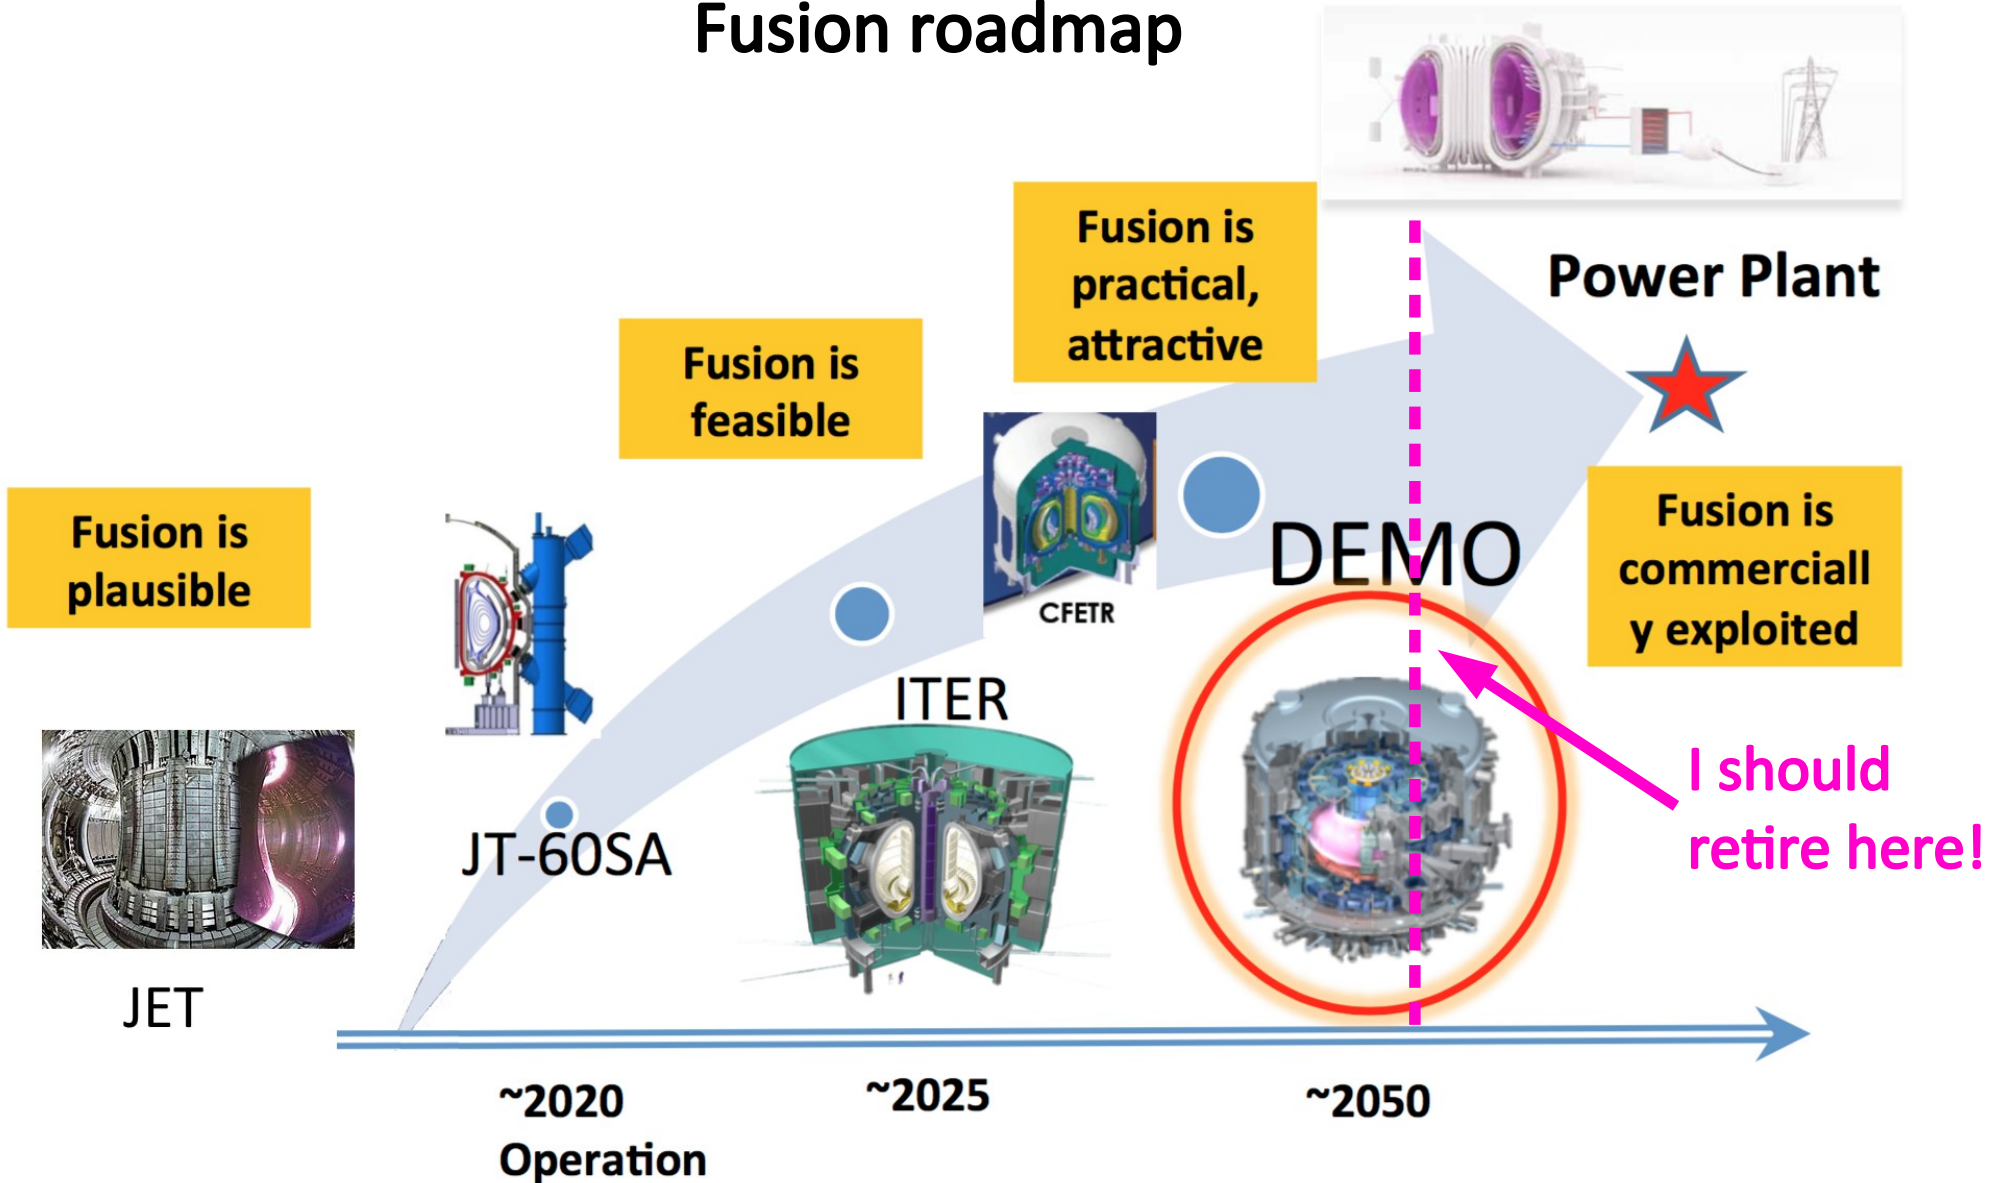 Fusion roadmap
Fusion is
practical,
attractive
Power Plant
Fusion is
feasible
CFETR
Fusion is
plausible
DEMO
Fusion is
commerciall
y exploited
ITER
JT-60SA
I should
retire here!
JET
~2020
Operation
~2025
~2050